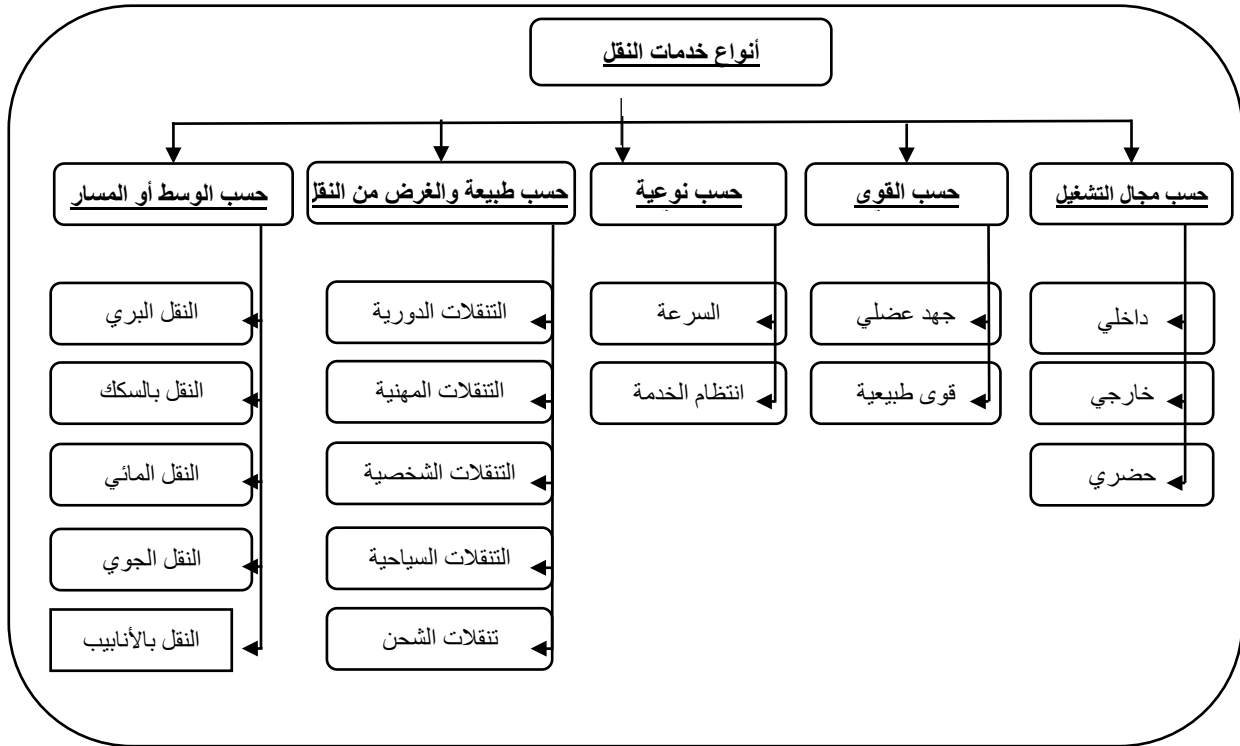 أنواع خدمات النقل
حسب مجال التشغيل
حسب القوى
حسب نوعية
حسب طبيعة والغرض من النقل
حسب الوسط أو المسار
داخلي
خارجي
حضري
جهد عضلي
قوى طبيعية
السرعة
انتظام الخدمة
التنقلات الدورية
التنقلات المهنية
التنقلات الشخصية
التنقلات السياحية
تنقلات الشحن
النقل البري
النقل بالسكك
النقل المائي
النقل الجوي
النقل بالأنابيب